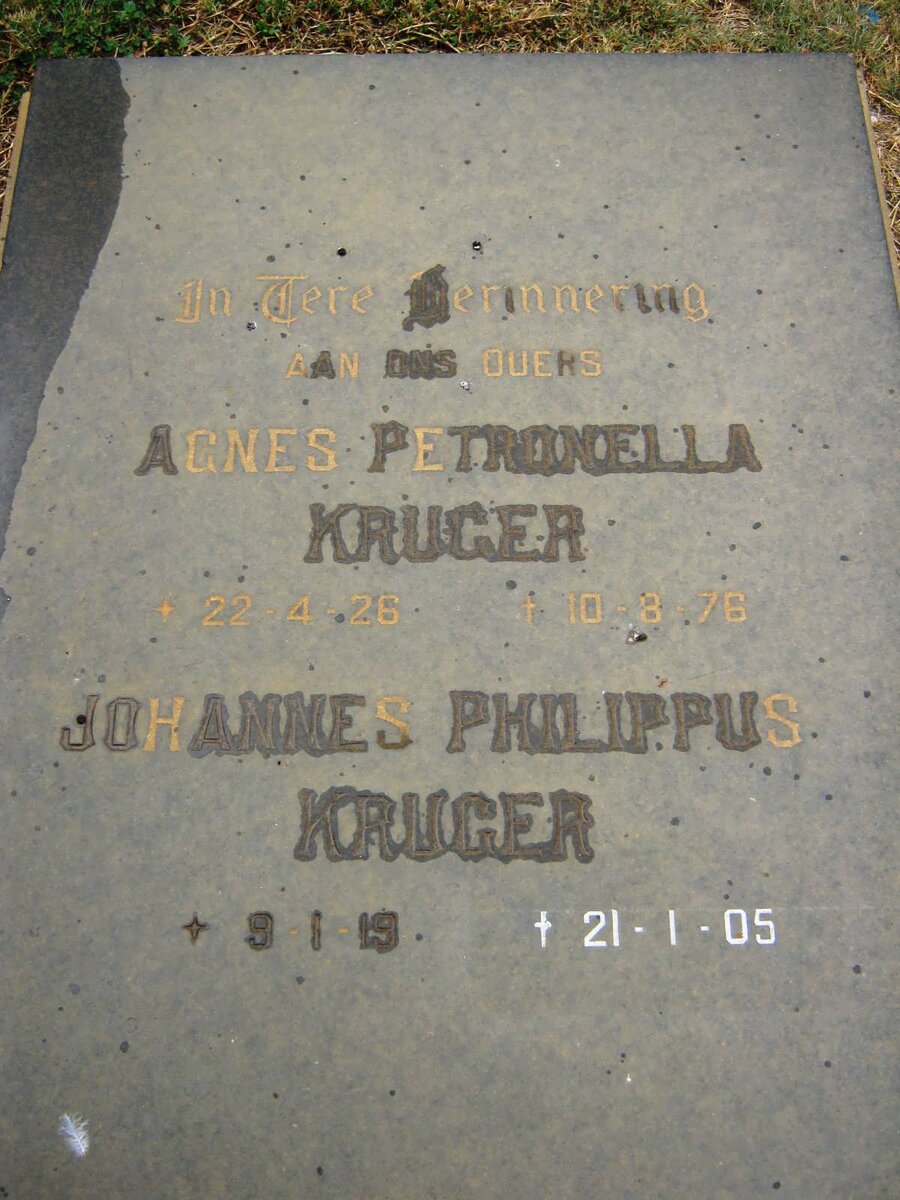 In Tere Herinnering
AAN ONS OUERS
AGNES PETRONELLA
KRUGER
✦ 22-4-26 † 10-8-76
JOHANNES PHILIPPUS
KRUGER
✦ 9-1-19 † 21-1-05